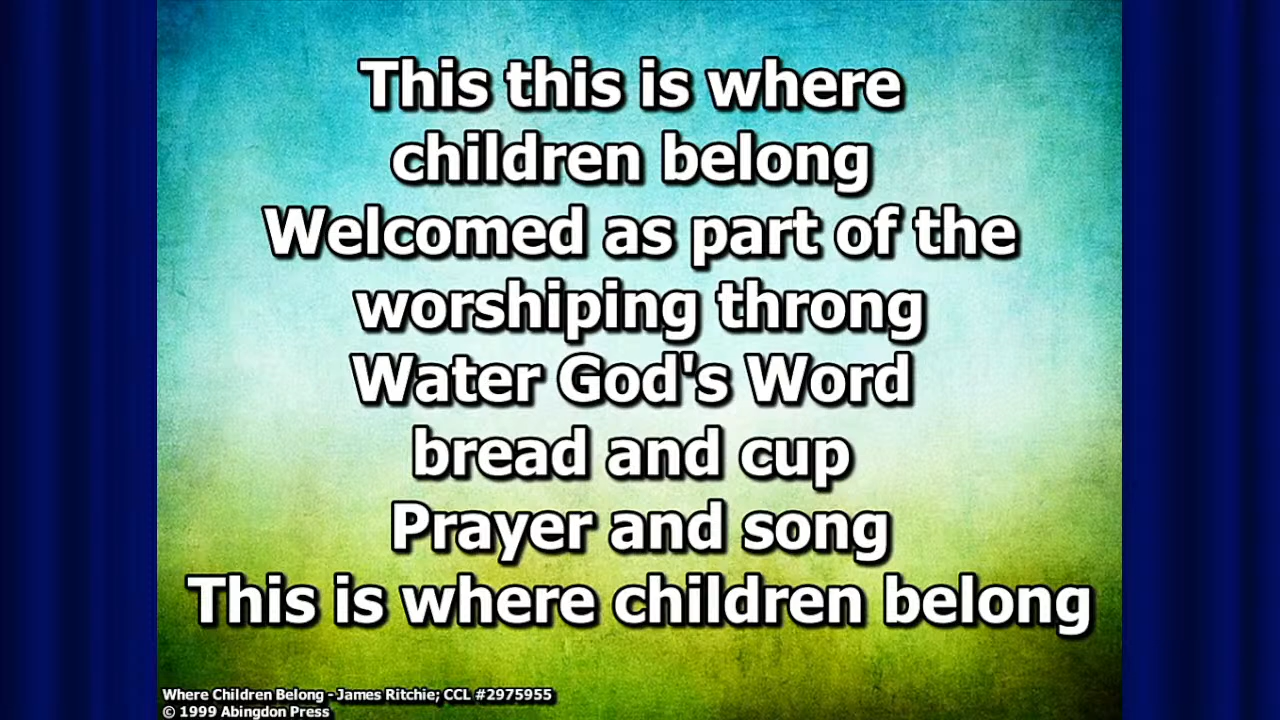 This this is where
children belong
Welcomed as part of the
worshiping throng
Water God's Word
bread and cup
Prayer and song
This is where children belong
Where Children Belong - James Ritchie; CCL #2975955
© 1999 Abingdon Press